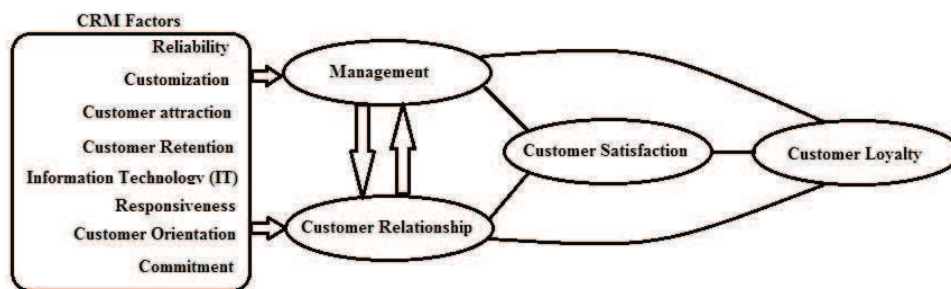 CRM Factors
Reliability
Customization
Customer attraction
Customer Retention
Information Technology (IT)
Responsiveness
Customer Orientation
Commitment
Management
Customer Relationship
Customer Satisfaction
Customer Loyalty